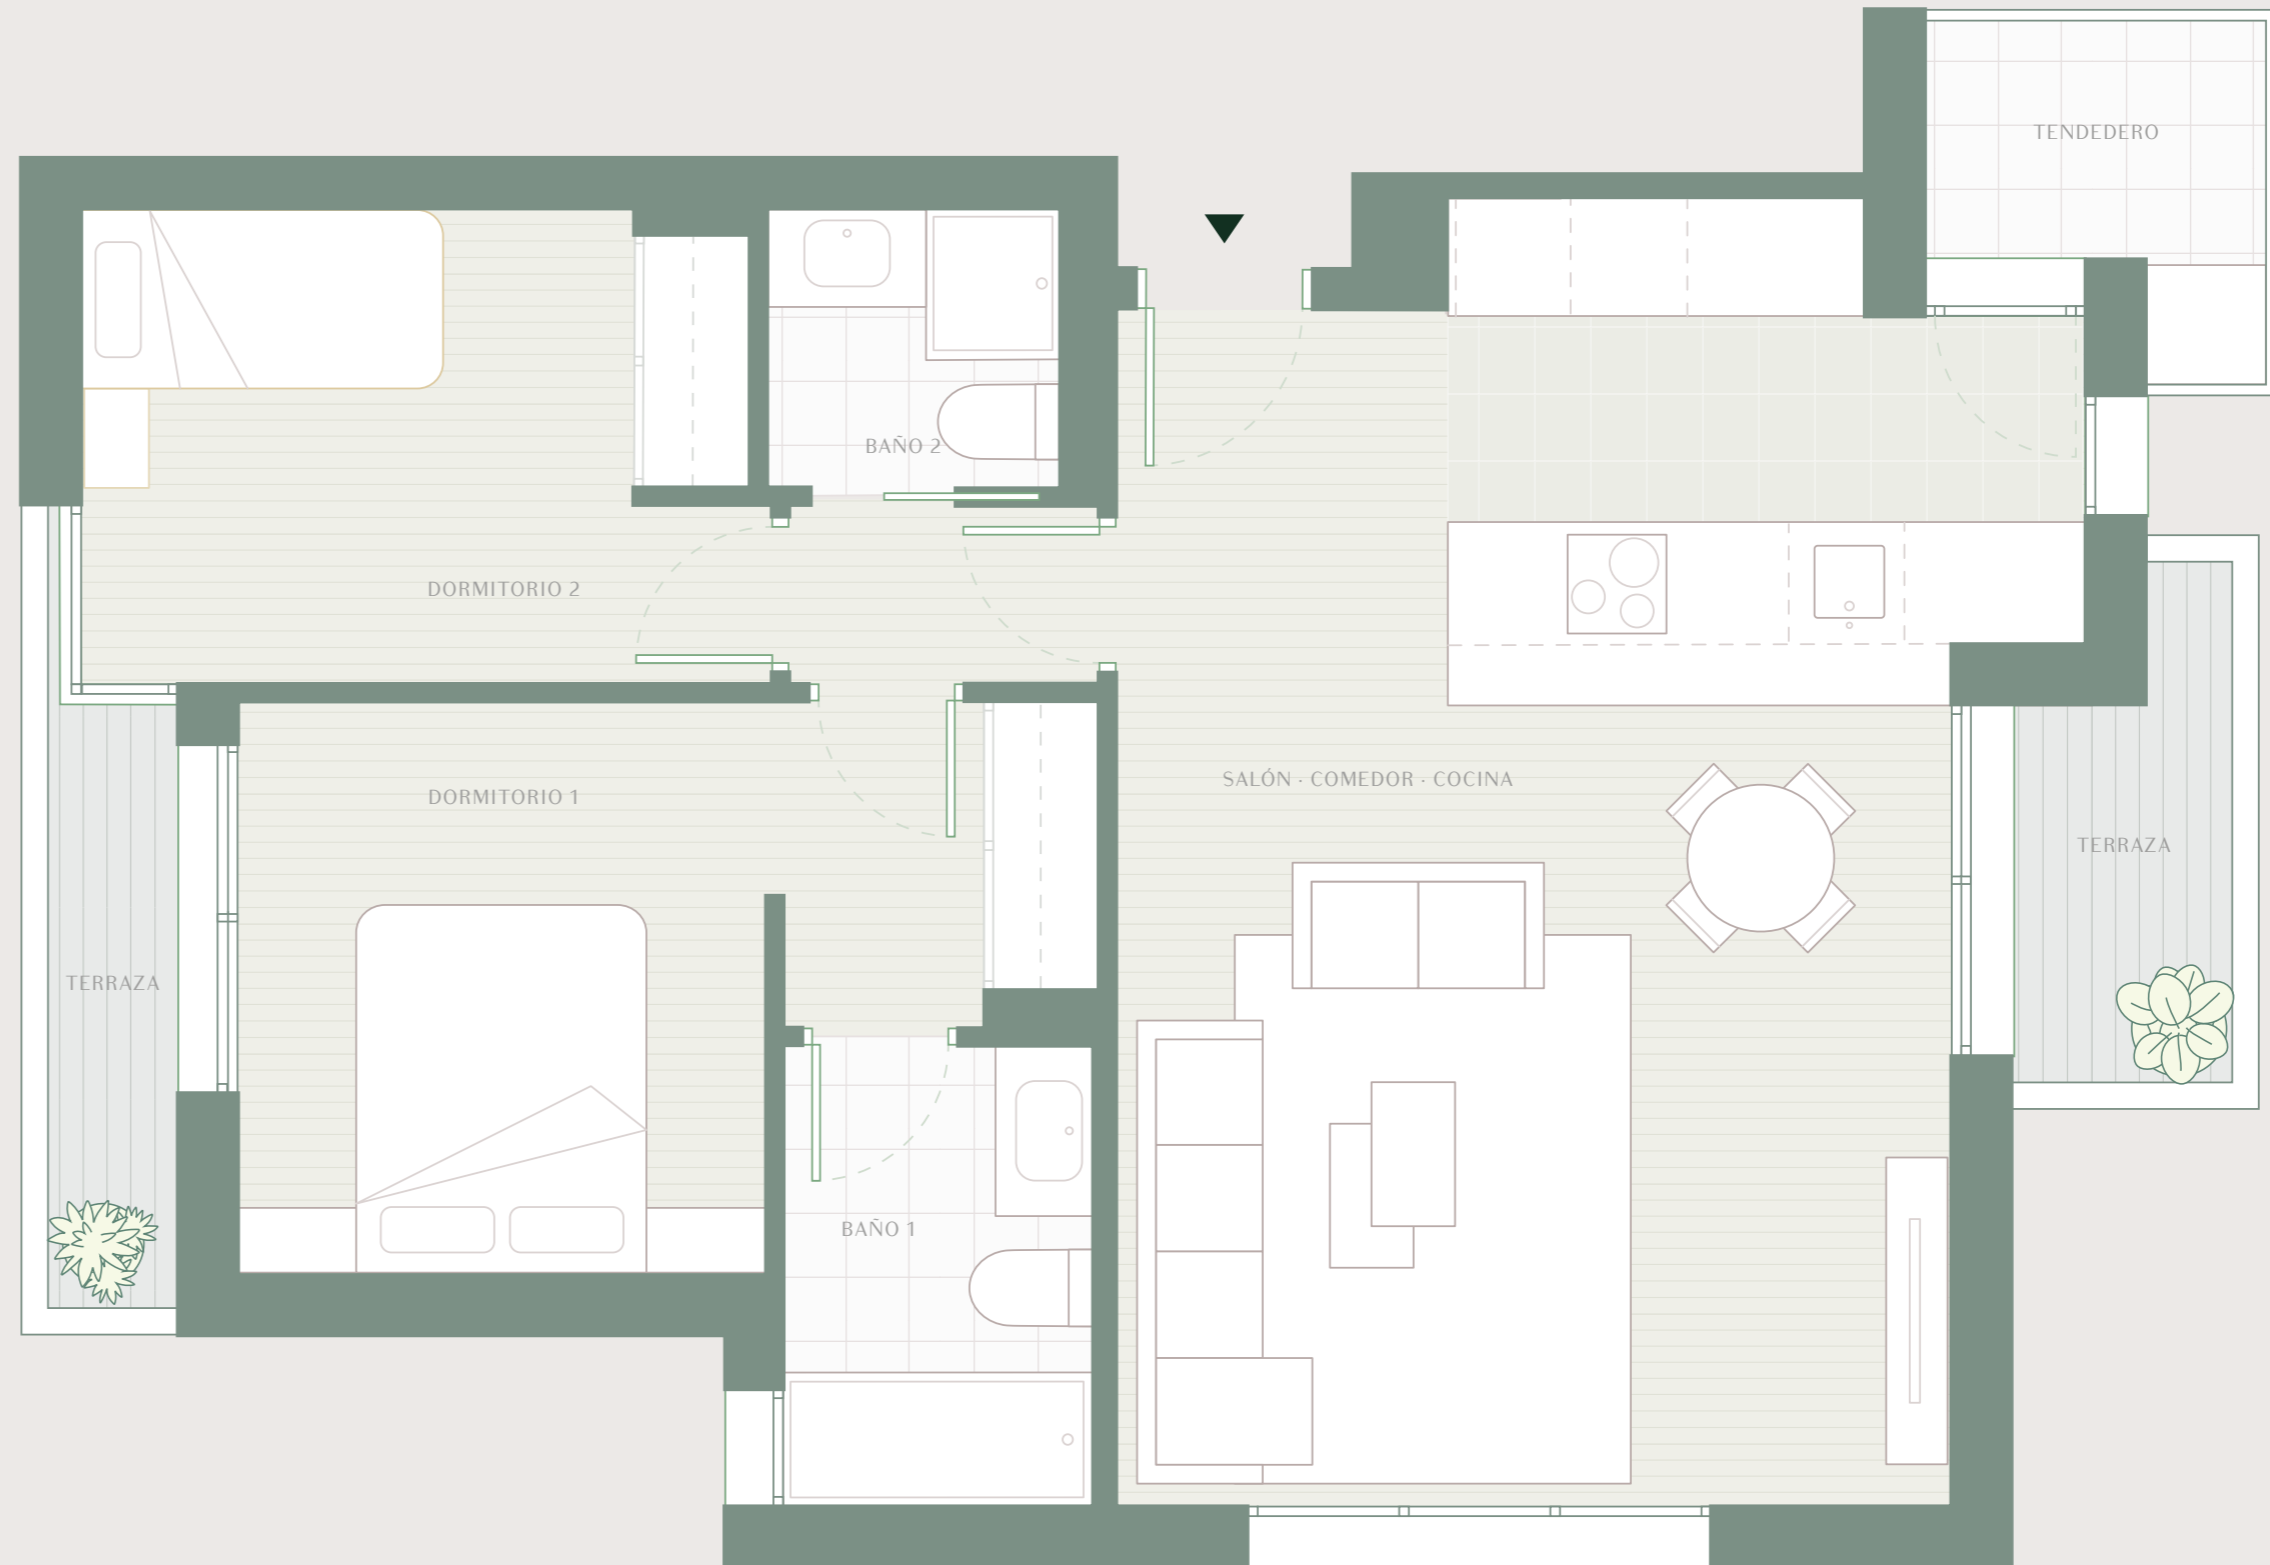 TENDEDERO
BAÑO 2
DORMITORIO 2
SALÓN · COMEDOR · COCINA
DORMITORIO 1
TERRAZA
TERRAZA
BAÑO 1